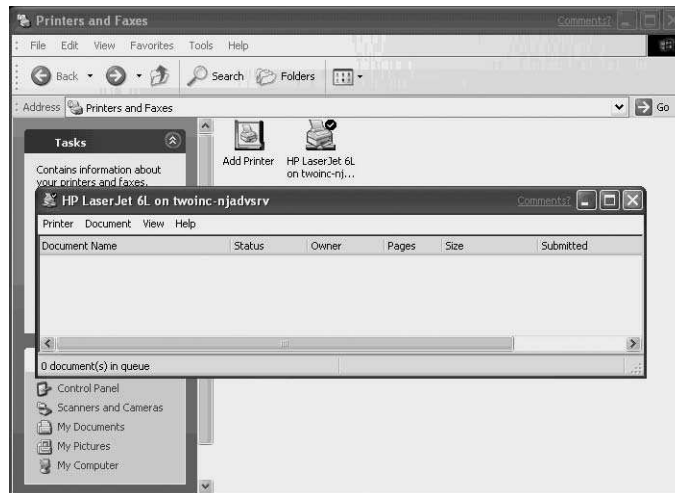 Printers and Faxes Comments?
File Edit View Favorites Tools Help
Back Search Folders
Address Printers and Faxes Go
Tasks
Contains information about
your printers and faxes.
Add Printer
HP LaserJet 6L
on twoinc-nj...
HP LaserJet 6L on twoinc-njadvsrv Comments?
Printer Document View Help
Document Name Status Owner Pages Size Submitted
0 document(s) in queue
Control Panel
Scanners and Cameras
My Documents
My Pictures
My Computer